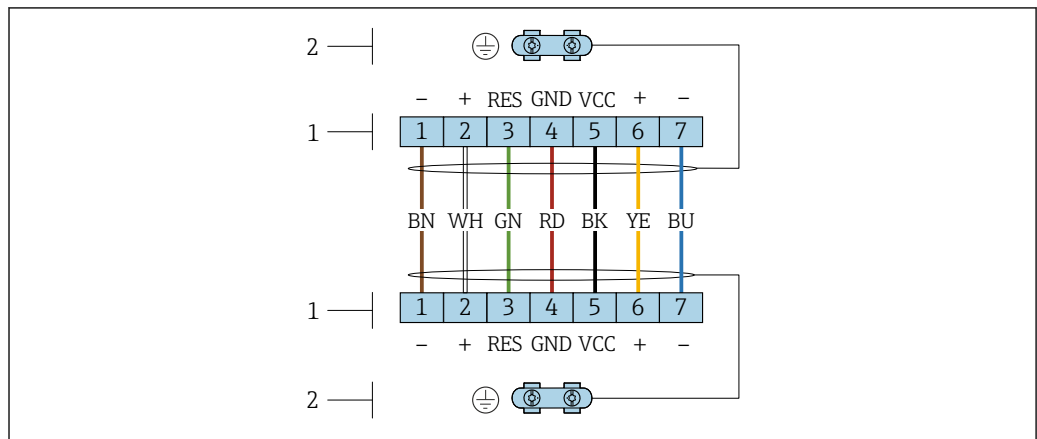 2
– + RES GND VCC + –
1 1 2 3 4 5 6 7
BN WH GN RD BK YE BU
1 1 2 3 4 5 6 7
– + RES GND VCC + –
2